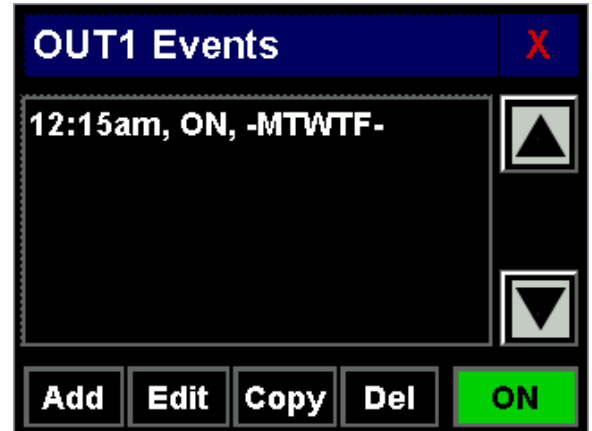 OUT1 Events X
12:15am, ON, -MTWTF-
Add Edit Copy Del ON